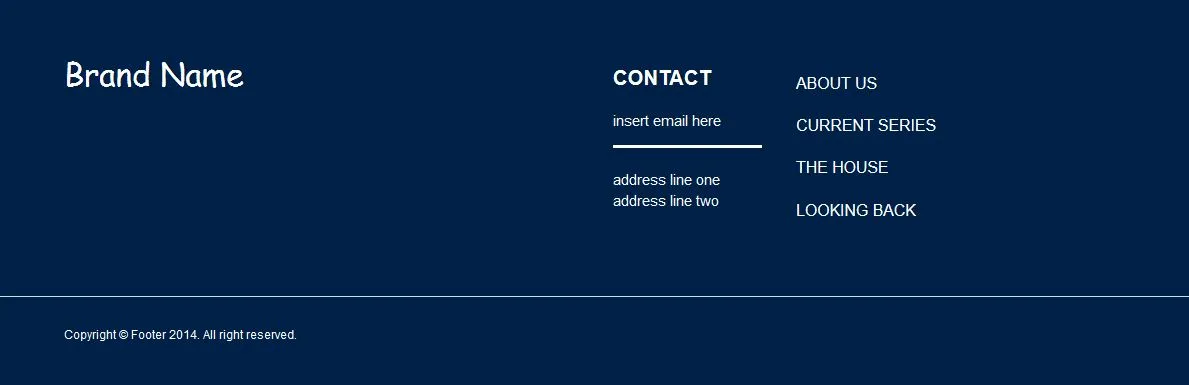 Brand Name
CONTACT
insert email here
address line one
address line two
ABOUT US
CURRENT SERIES
THE HOUSE
LOOKING BACK
Copyright © Footer 2014. All right reserved.